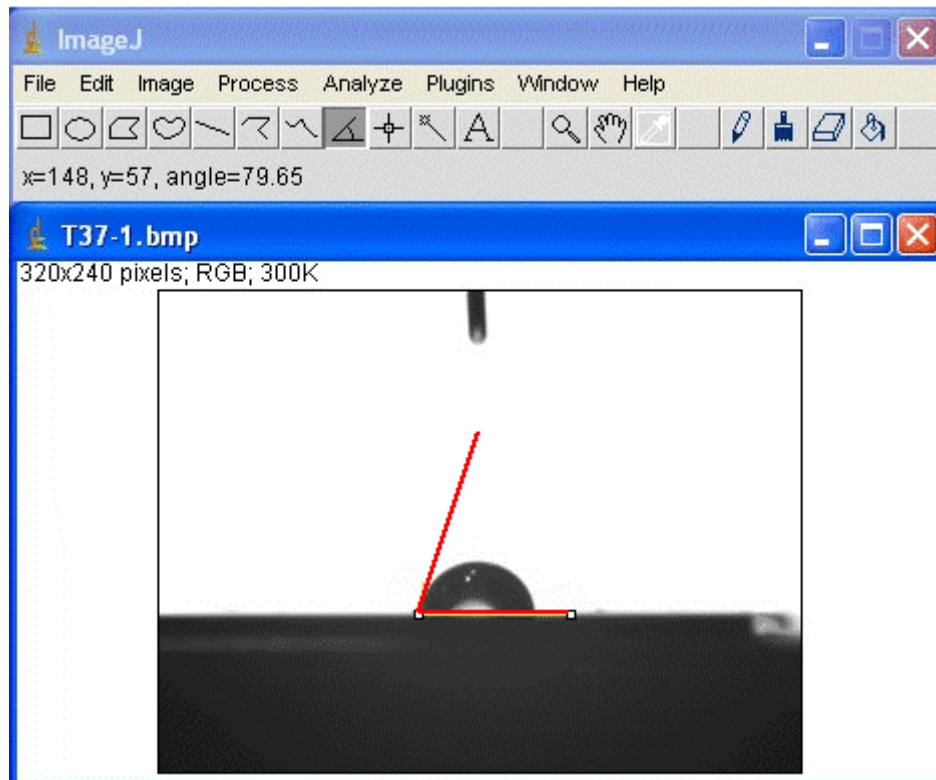 ImageJ
File Edit Image Process Analyze Plugins Window Help
A
x=148, y=57, angle=79.65
T37-1.bmp
320x240 pixels; RGB; 300K